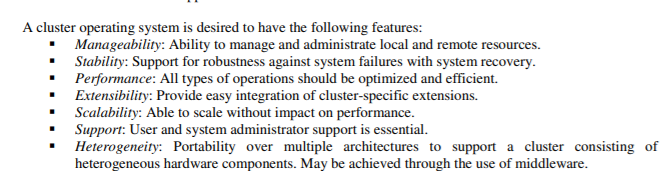 A cluster operating system is desired to have the following features:
▪ Manageability: Ability to manage and administrate local and remote resources.
▪ Stability: Support for robustness against system failures with system recovery.
▪ Performance: All types of operations should be optimized and efficient.
▪ Extensibility: Provide easy integration of cluster-specific extensions.
▪ Scalability: Able to scale without impact on performance.
▪ Support: User and system administrator support is essential.
▪ Heterogeneity: Portability over multiple architectures to support a cluster consisting of
heterogeneous hardware components. May be achieved through the use of middleware.